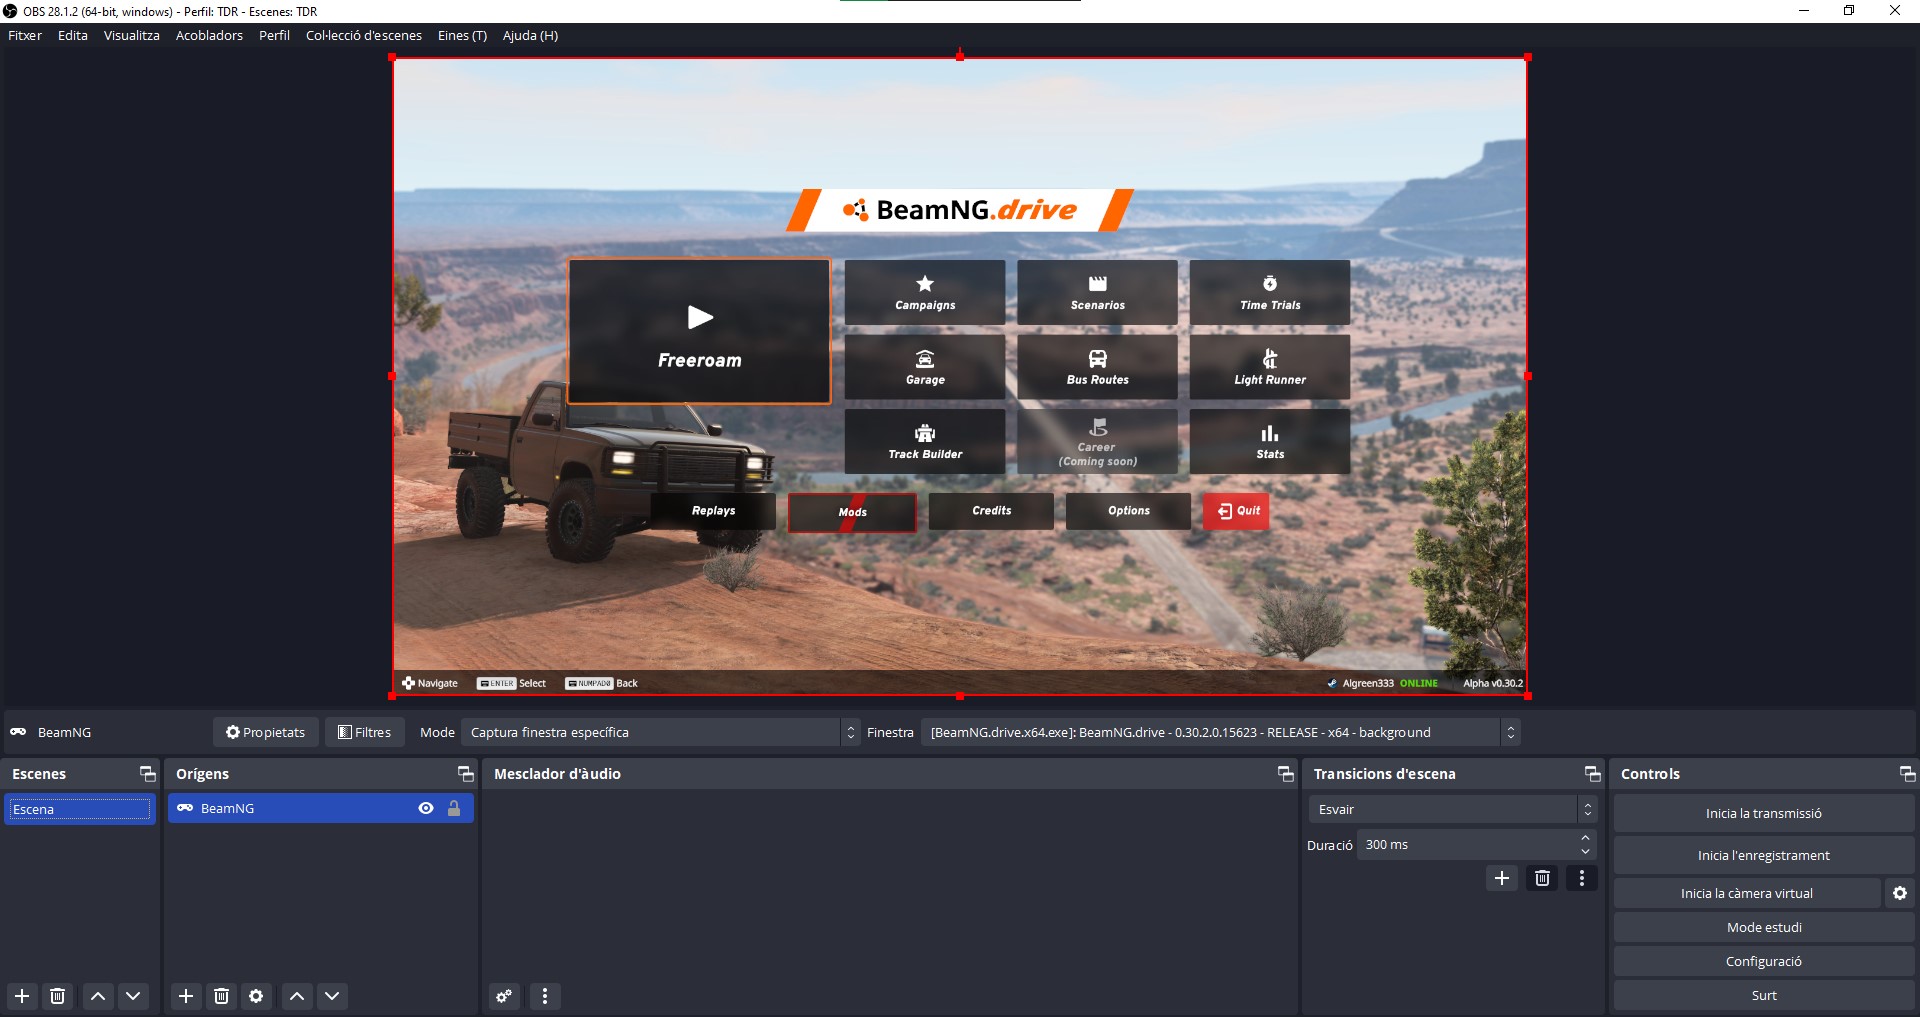 OBS 28.1.2 (64-bit, windows) - Perfil: TDR - Escenes: TDR
Fitxer Edita Visualitza Acobladors Perfil Col·lecció d'escenes Eines (T) Ajuda (H)
BeamNG.drive
Freeroam
Campaigns
Scenarios
Time Trials
Garage
Bus Routes
Light Runner
Track Builder
Career
(Coming soon)
Stats
Replays
Mods
Credits
Options
Quit
Navigate ENTER Select NUMPAD0 Back
Algreen333 ONLINE Alpha v0.30.2
BeamNG Propietats Filtres Mode Captura finestra específica Finestra [BeamNG.drive.x64.exe]: BeamNG.drive - 0.30.2.0.15623 - RELEASE - x64 - background
Escenes
Escena
Orígens
BeamNG
Mesclador d'àudio
Transicions d'escena
Esvair
Duració 300 ms
Controls
Inicia la transmissió
Inicia l'enregistrament
Inicia la càmera virtual
Mode estudi
Configuració
Surt